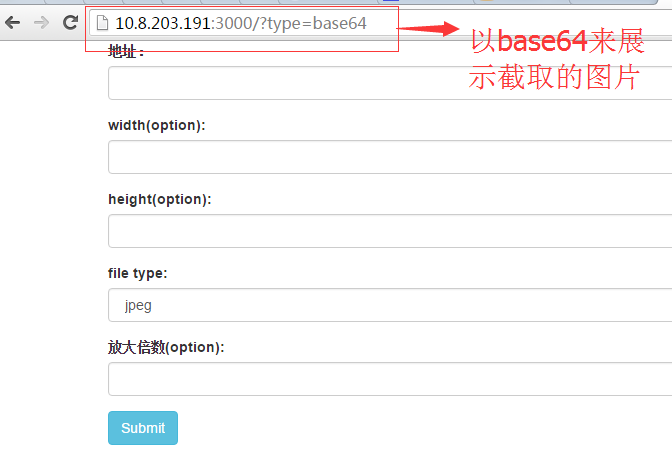 10.8.203.191:3000/?type=base64
以base64来展
示截取的图片
地址：
width(option):
height(option):
file type:
jpeg
放大倍数(option):
Submit